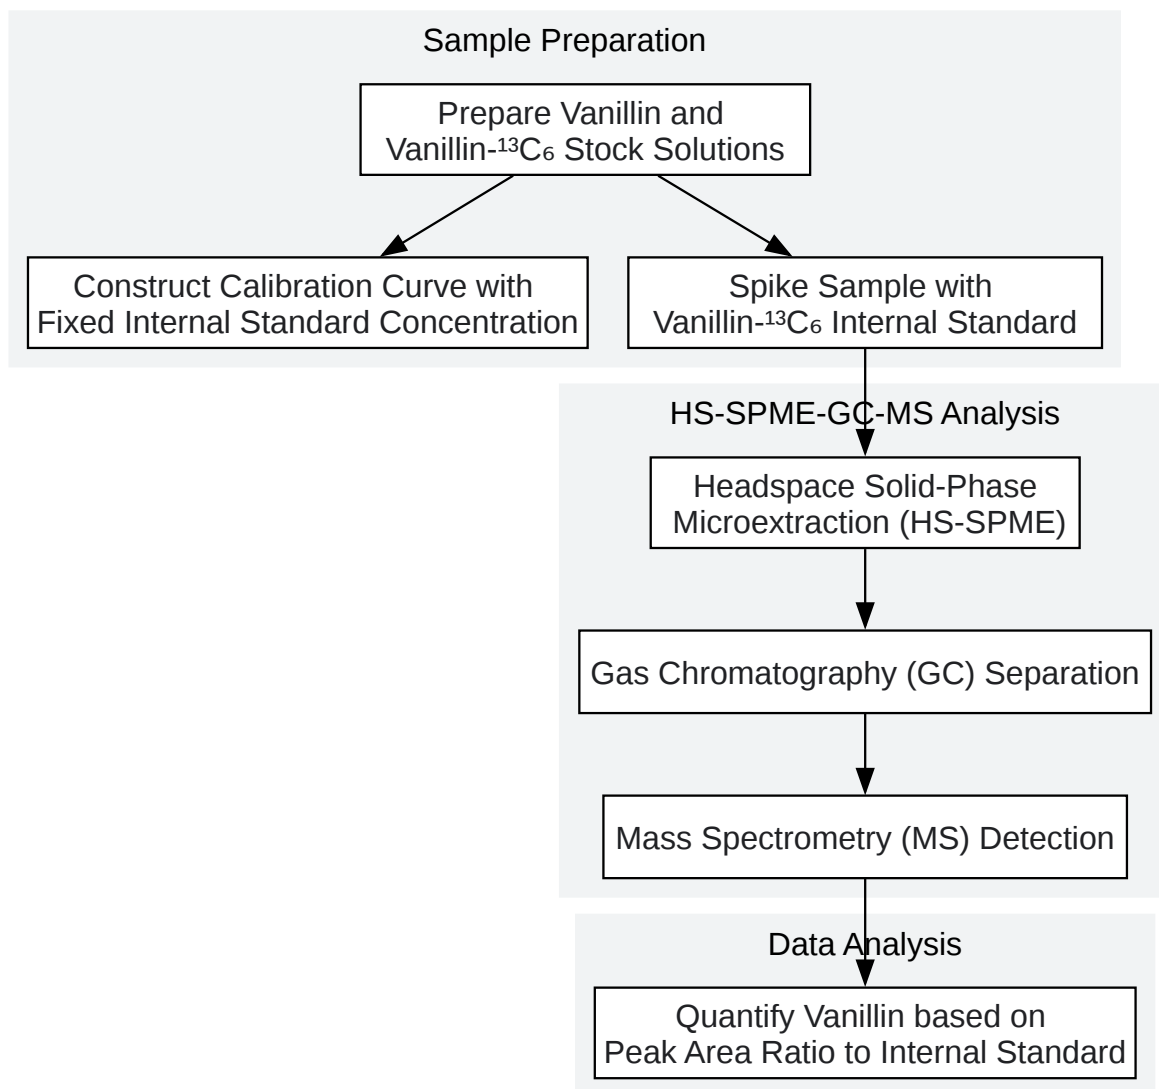 Sample Preparation
Prepare Vanillin and
Vanillin-¹³C₆ Stock Solutions
Construct Calibration Curve with
Fixed Internal Standard Concentration
Spike Sample with
Vanillin-¹³C₆ Internal Standard
HS-SPME-GC-MS Analysis
Headspace Solid-Phase
Microextraction (HS-SPME)
Gas Chromatography (GC) Separation
Mass Spectrometry (MS) Detection
Data Analysis
Quantify Vanillin based on
Peak Area Ratio to Internal Standard